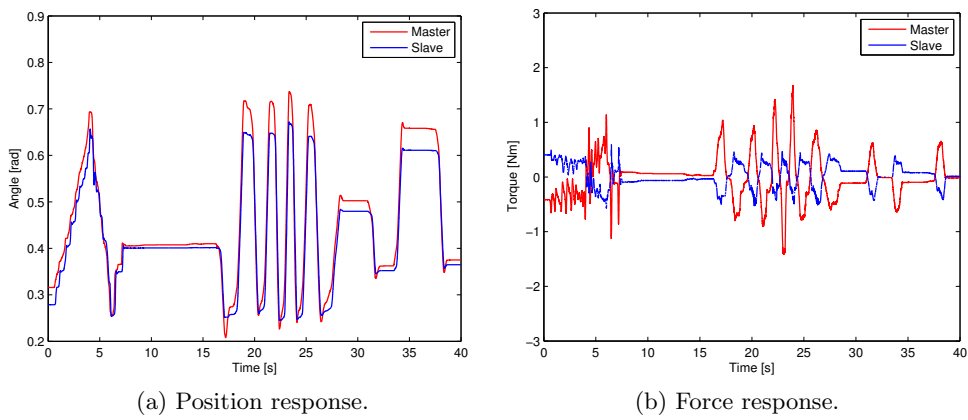 0.9
0.8
0.7
0.6
0.5
0.4
0.3
0.2
Angle [rad]
0 5 10 15 20 25 30 35 40
Time [s]
Master
Slave
(a) Position response.
3
2
1
0
−1
−2
−3
Torque [Nm]
0 5 10 15 20 25 30 35 40
Time [s]
Master
Slave
(b) Force response.